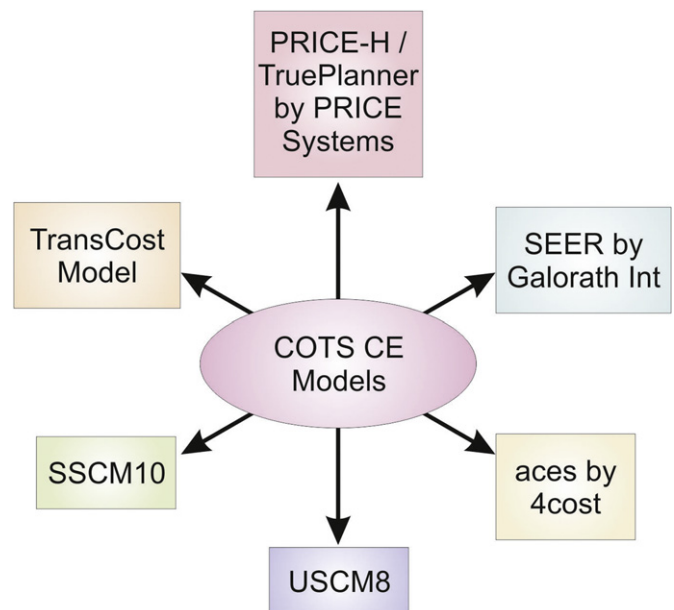 PRICE-H /
TruePlanner
by PRICE
Systems
TransCost
Model
SEER by
Galorath Int
COTS CE
Models
SSCM10
aces by
4cost
USCM8